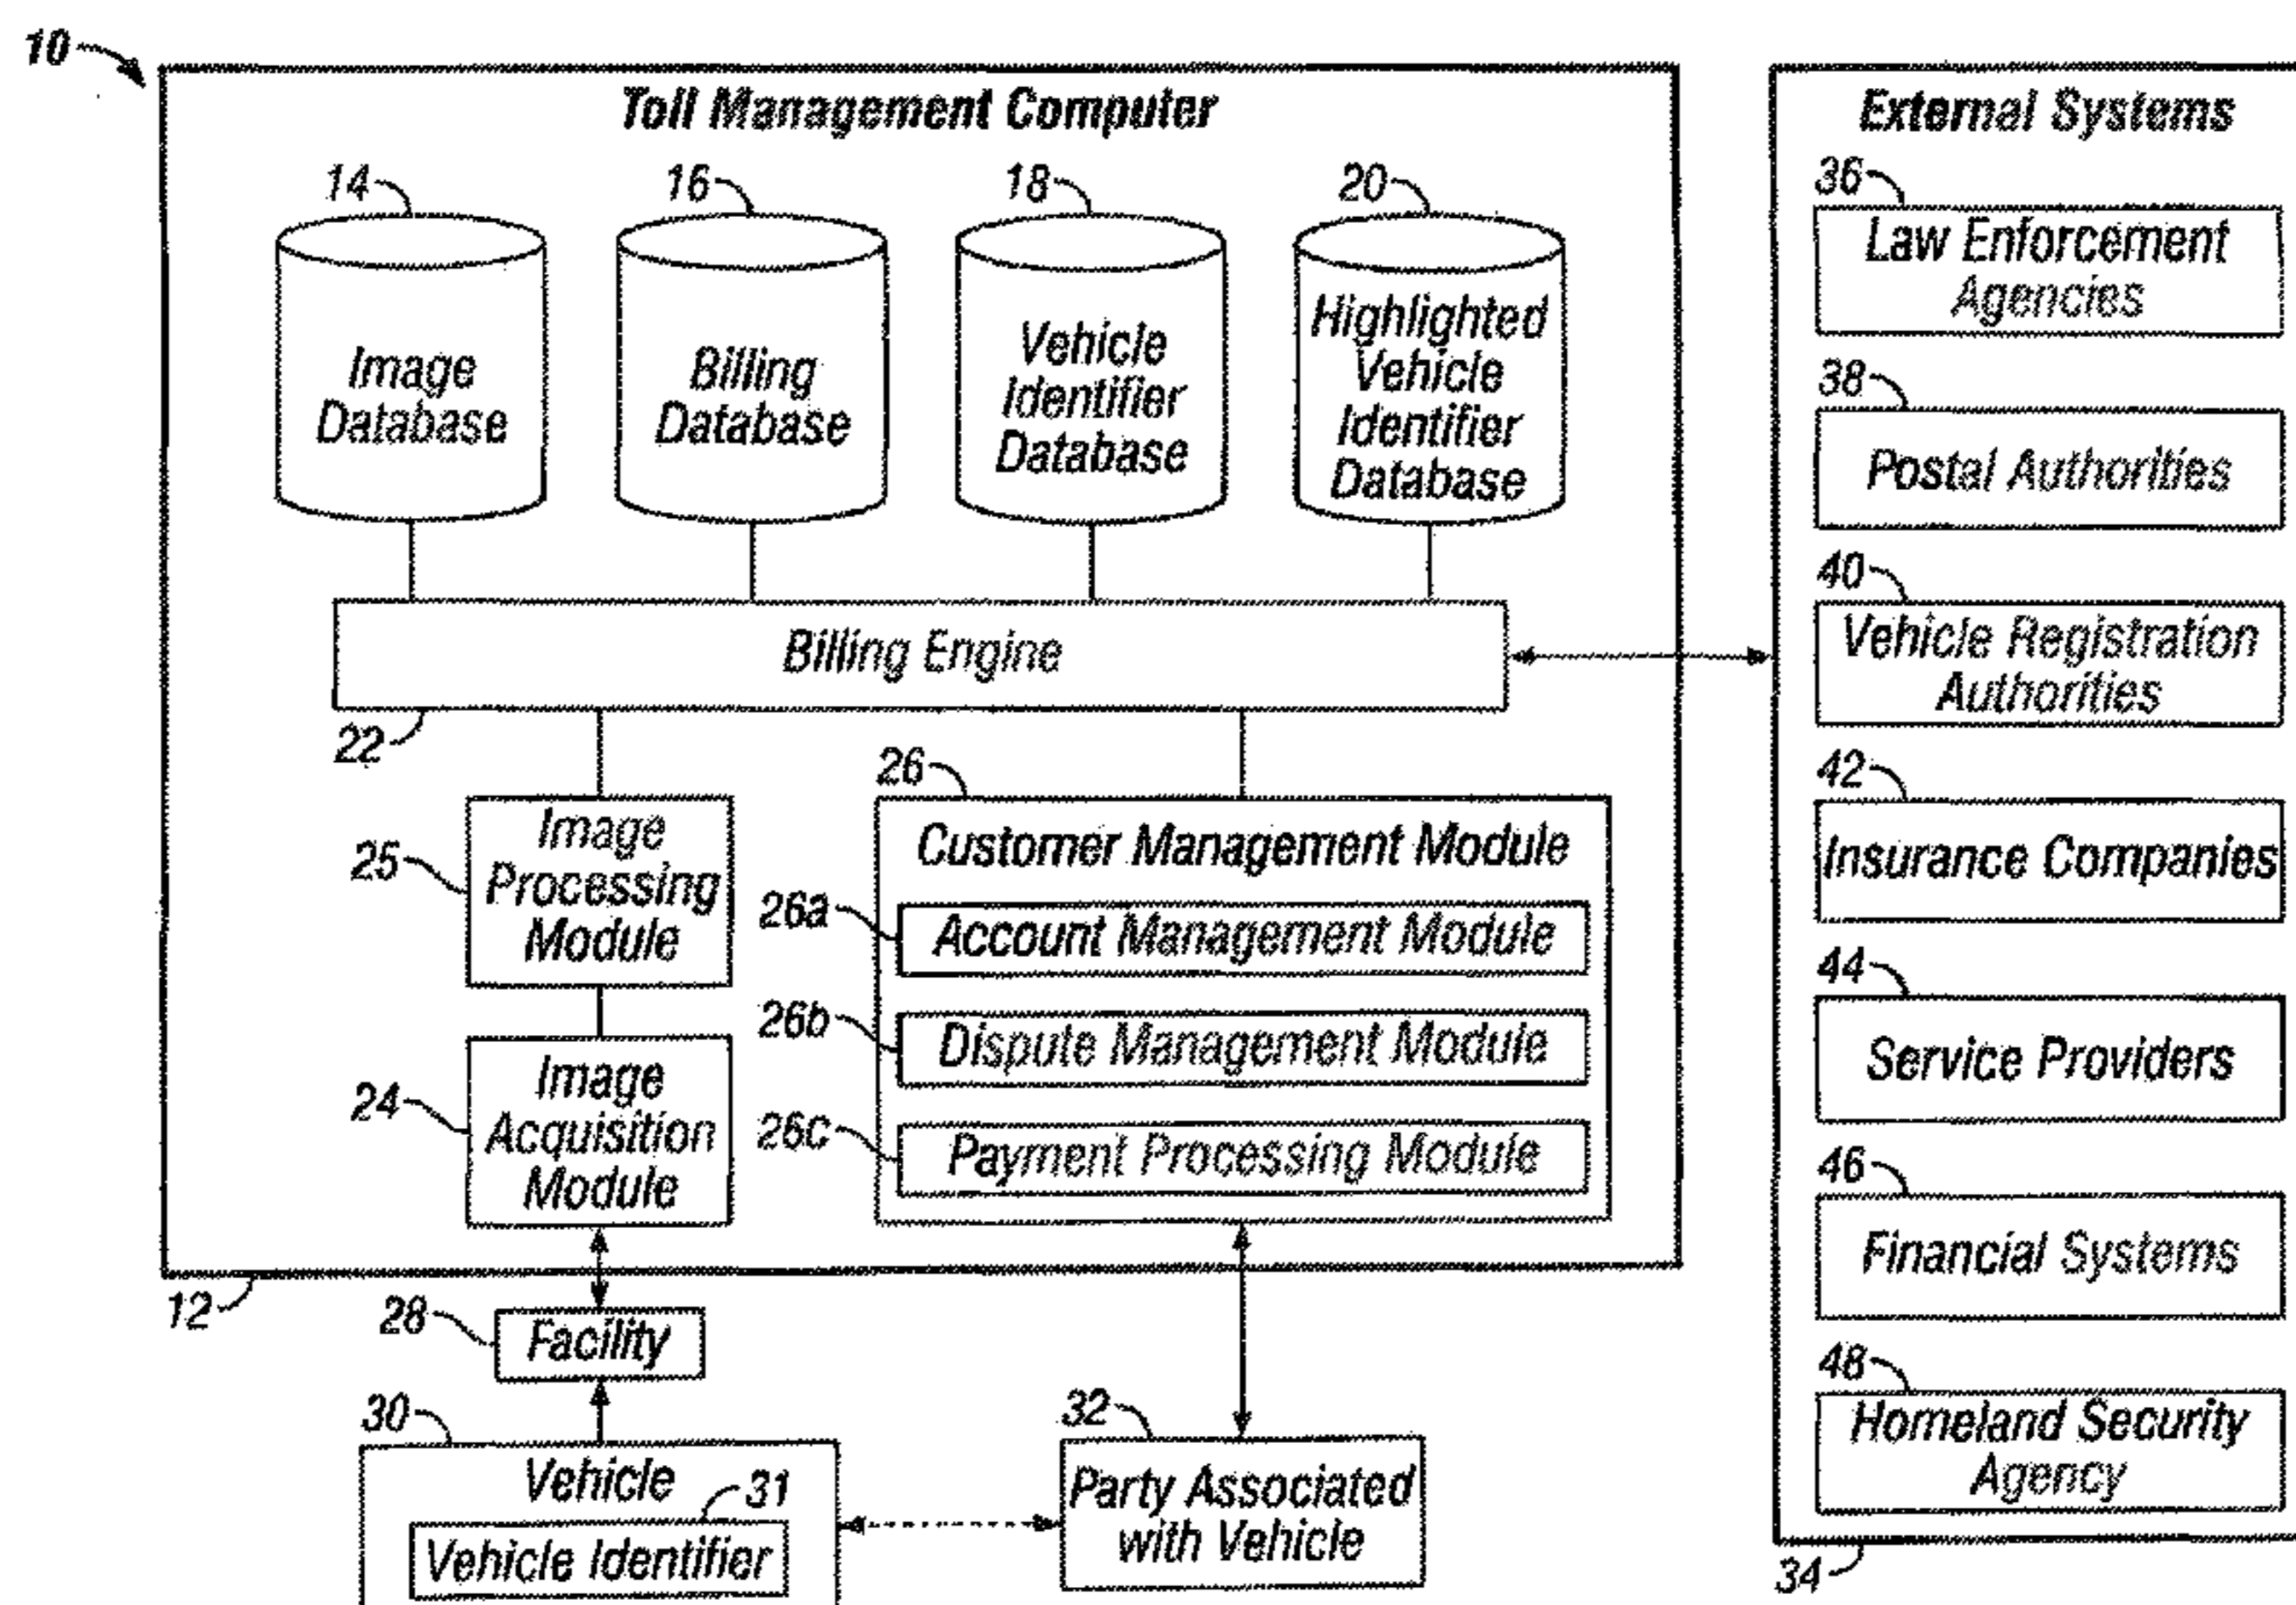 10
Toll Management Computer
14
16
18
20
Image
Database
Billing
Database
Vehicle
Identifier
Database
Highlighted
Vehicle
Identifier
Database
Billing Engine
22
25
Image
Processing
Module
24
Image
Acquisition
Module
26
Customer Management Module
26a
Account Management Module
26b
Dispute Management Module
26c
Payment Processing Module
12
28
Facility
30
Vehicle
31
Vehicle Identifier
32
Party Associated
with Vehicle
External Systems
36
Law Enforcement
Agencies
38
Postal Authorities
40
Vehicle Registration
Authorities
42
Insurance Companies
44
Service Providers
46
Financial Systems
48
Homeland Security
Agency
34